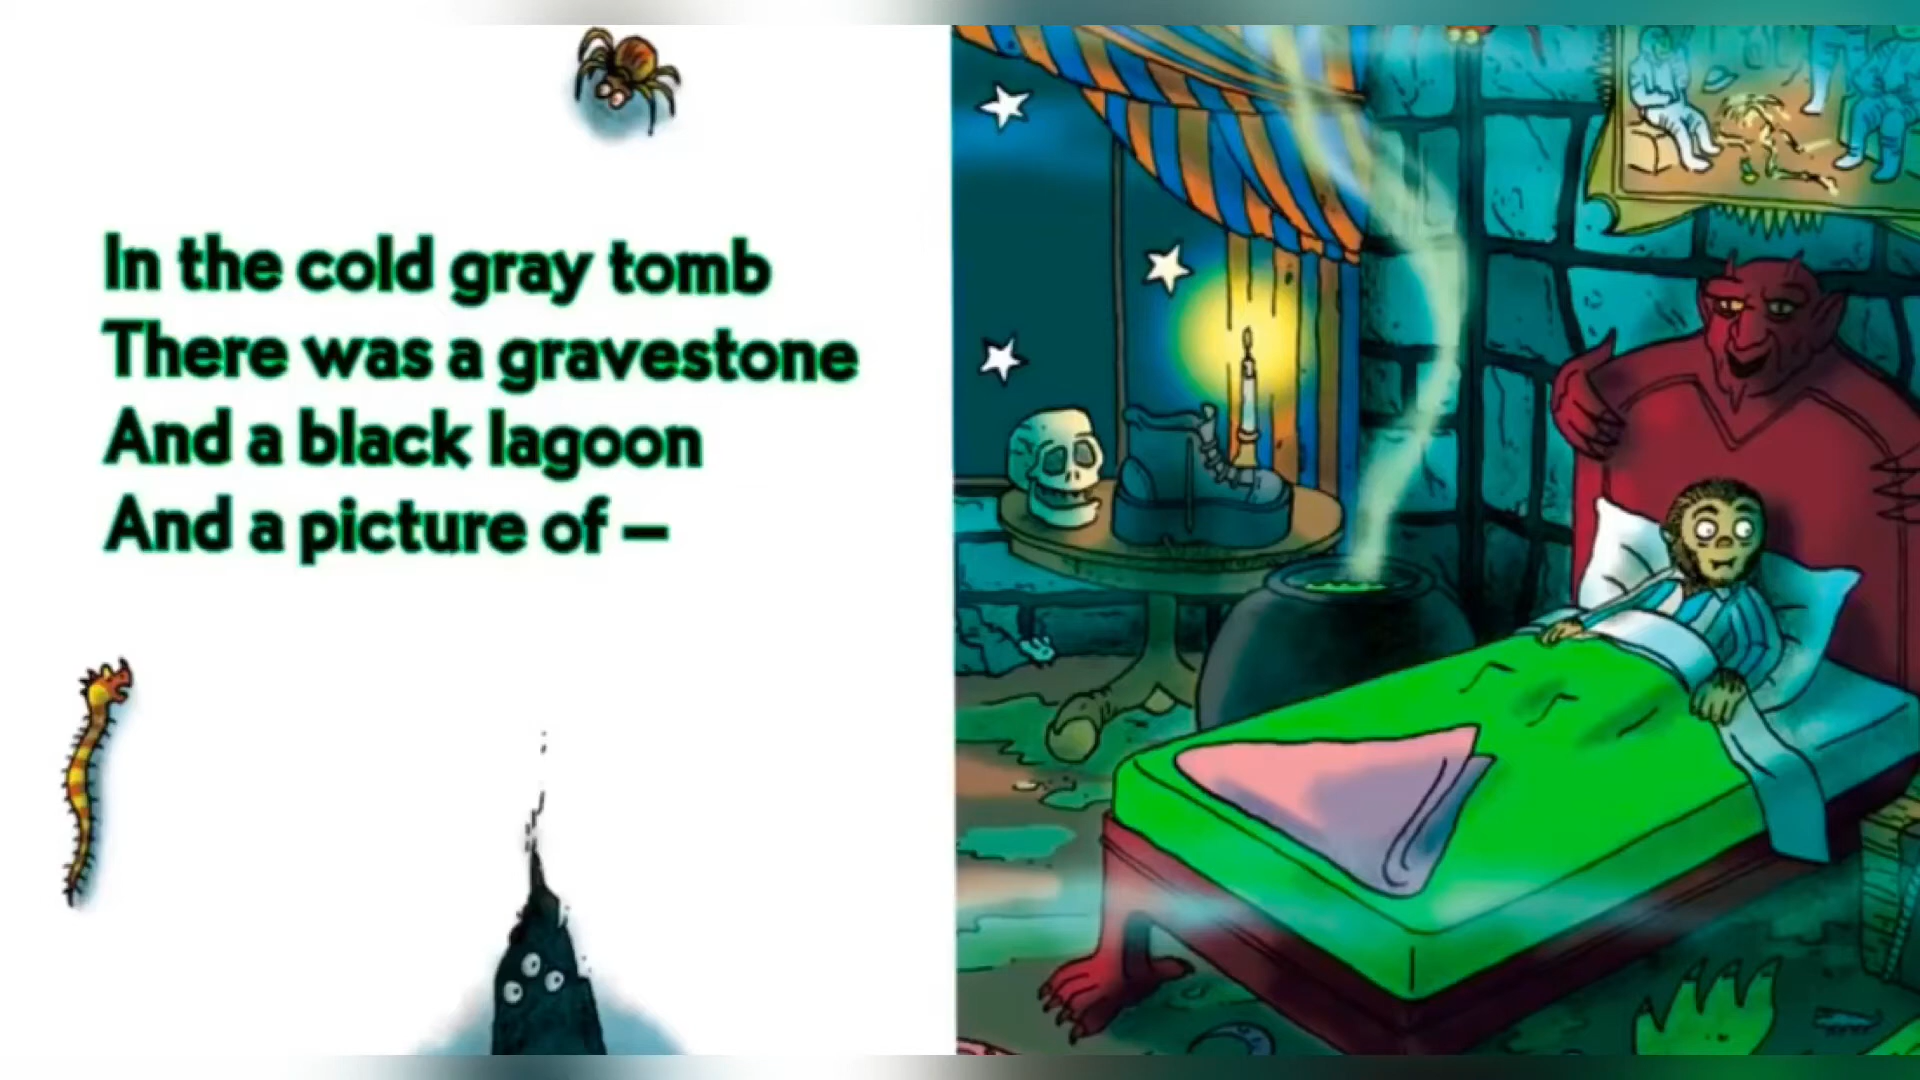 In the cold gray tomb
There was a gravestone
And a black lagoon
And a picture of –